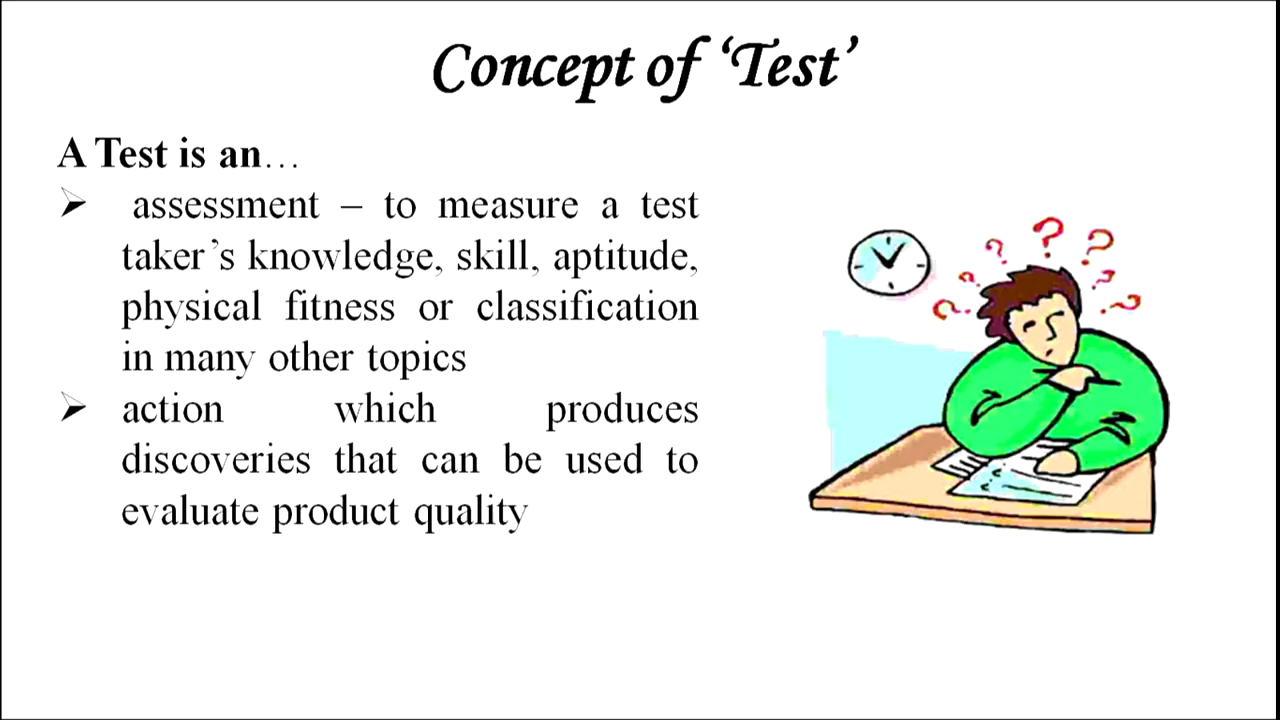 Concept of ‘Test’
A Test is an…
➢ assessment – to measure a test
taker’s knowledge, skill, aptitude,
physical fitness or classification
in many other topics
➢ action which produces
discoveries that can be used to
evaluate product quality